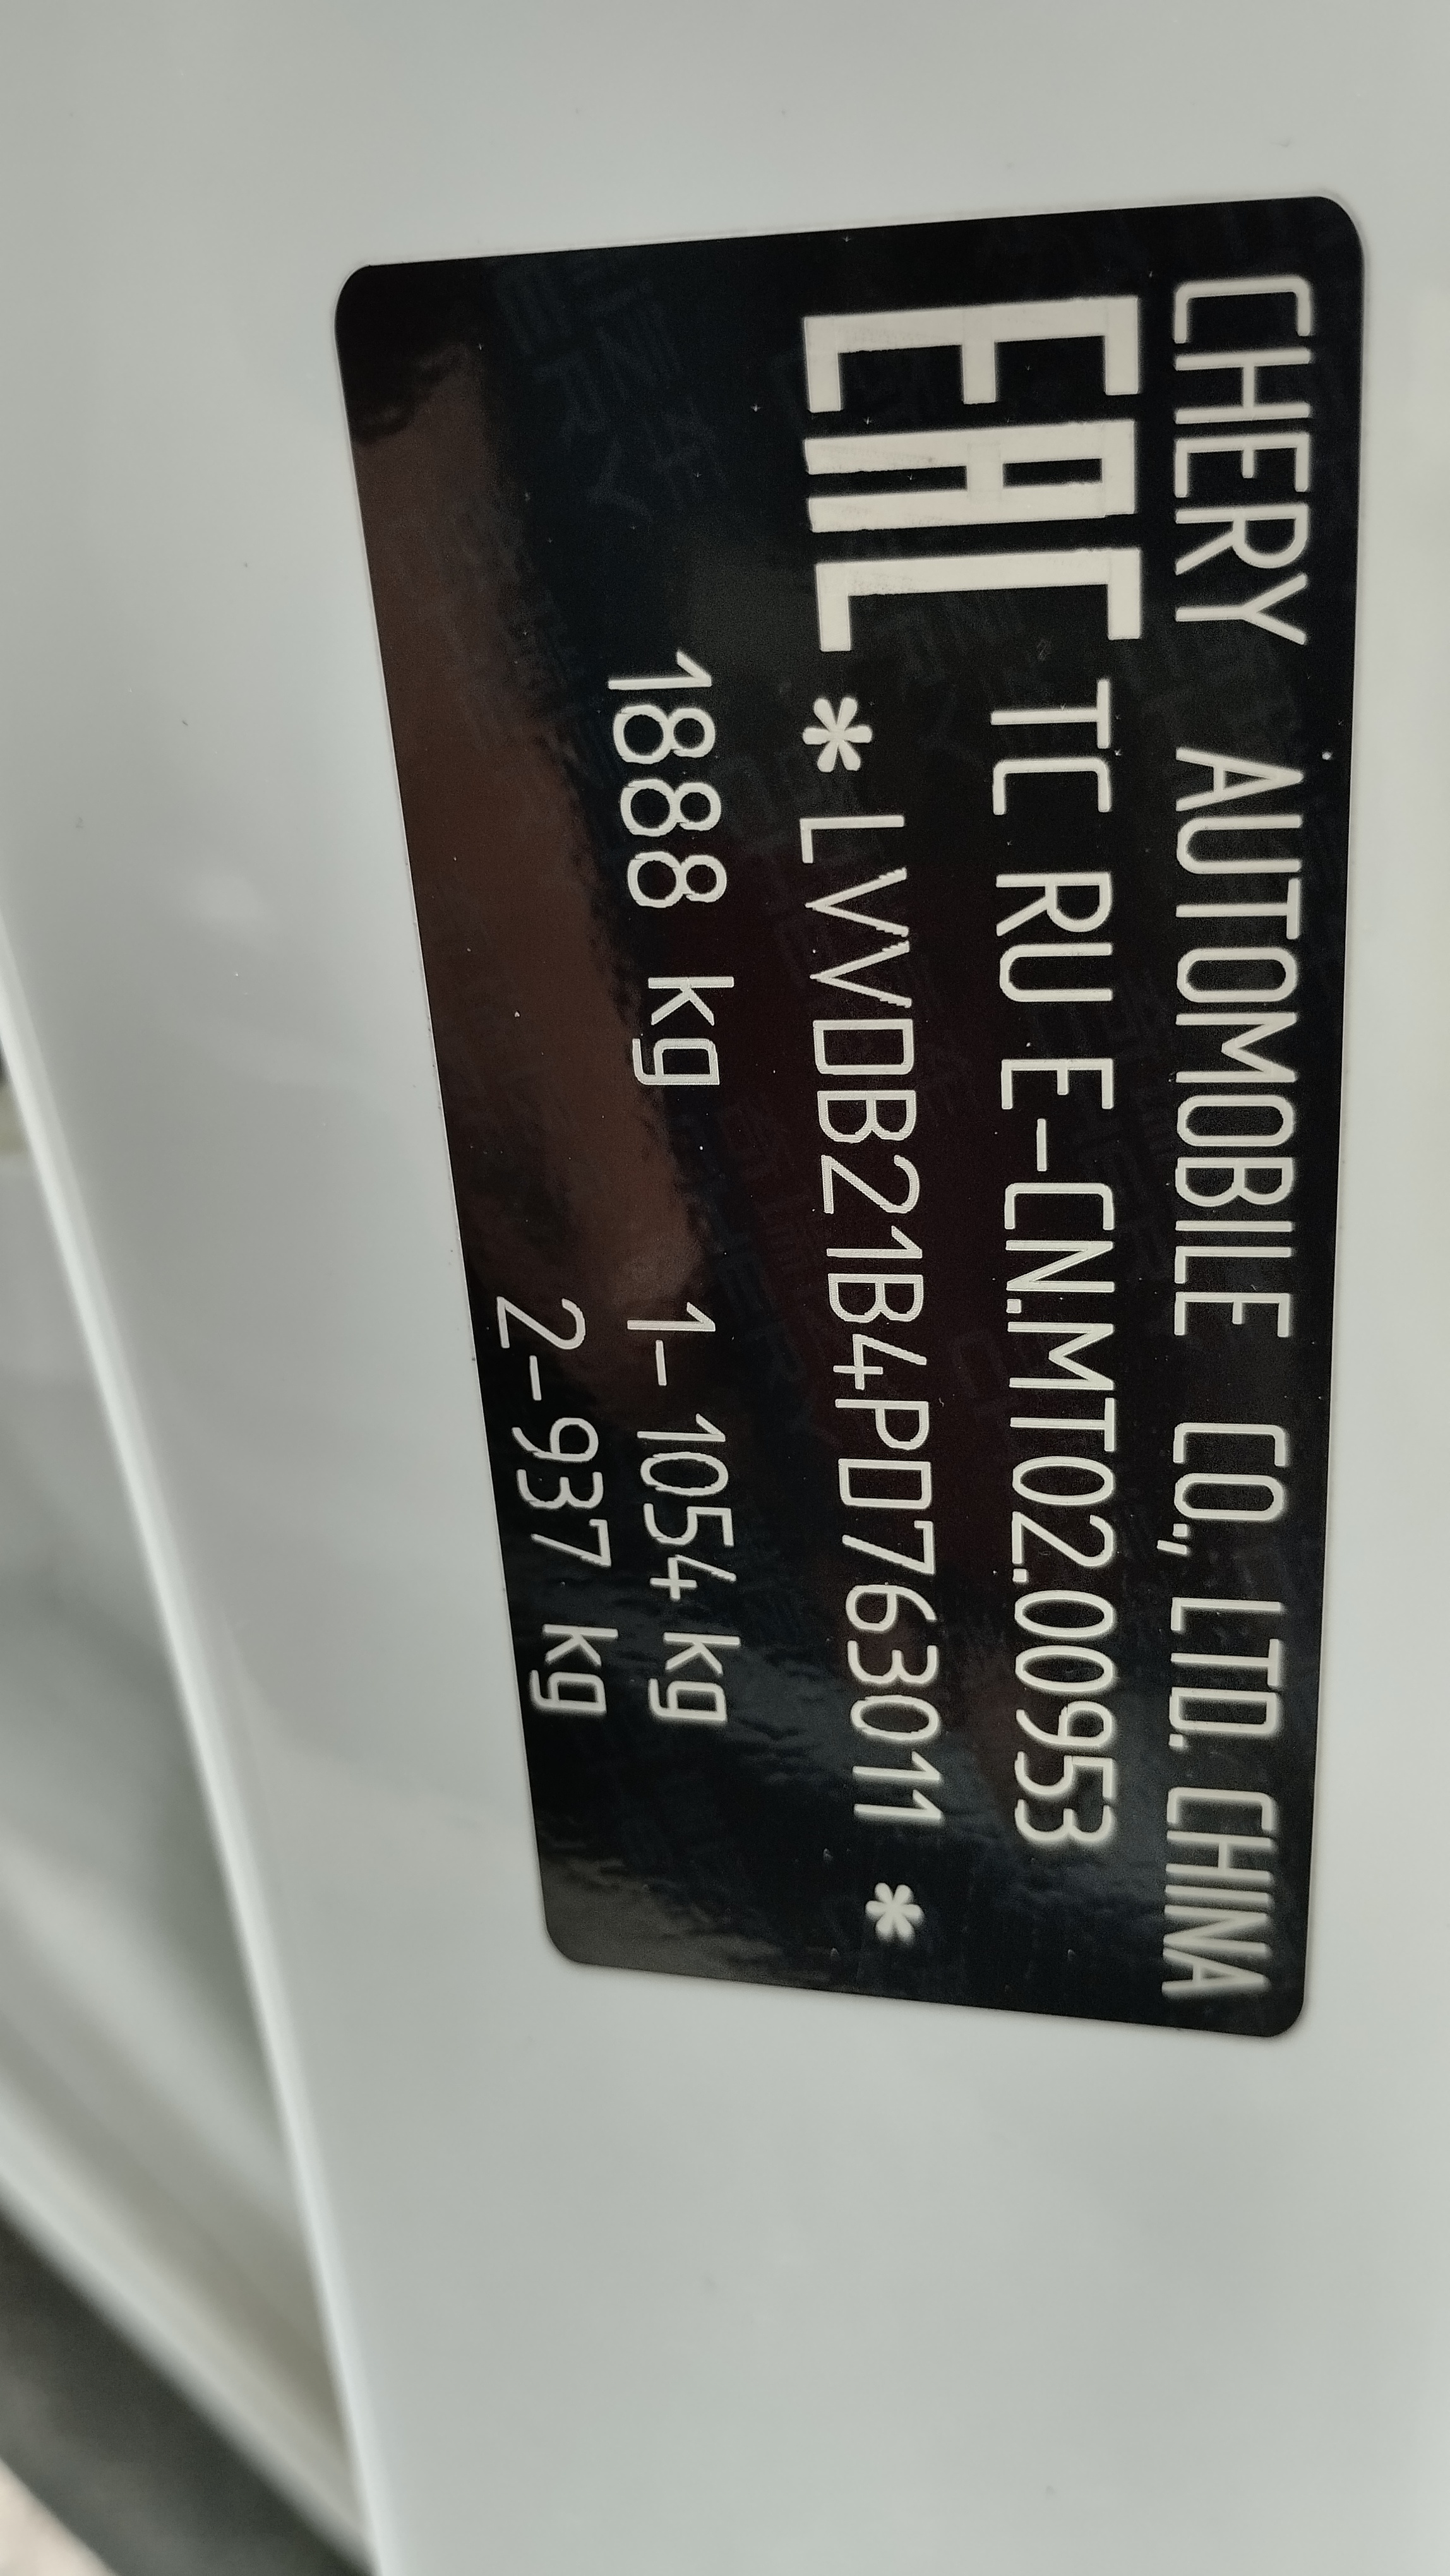 CHERY AUTOMOBILE CO., LTD. CHINA
EAC
TC RU E-CN.MT02.00953
*LVVDB21B4PD763011*
1888 kg
1- 1054 kg
2-937 kg